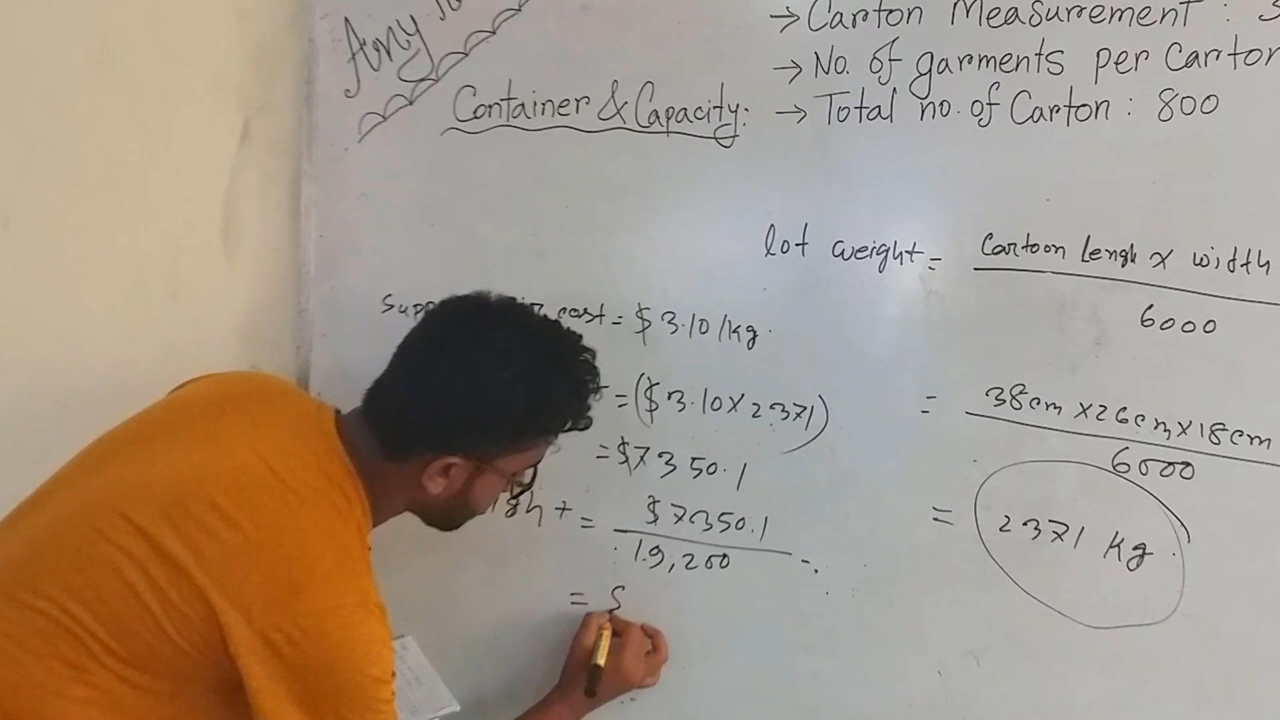 Any
→ Carton Measurement :
→ No. of garments per Carton
Container & Capacity: → Total no. of Carton : 800
lot weight = Cartoon Lengh x width
6000
cost = $ 3.10/kg.
= ($ 3.10 x 2371)
= $7350.1
= $7350.1
19,200
=
= 38cm x 26cm x 18cm
6000
= 2371 kg